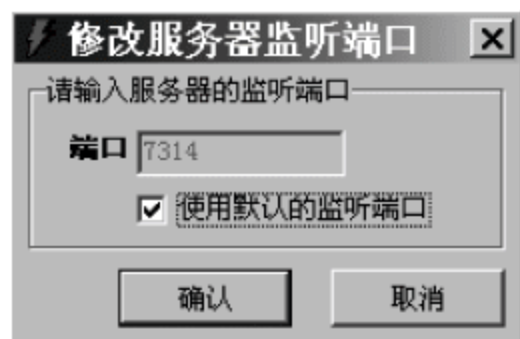 修改服务器监听端口
请输入服务器的监听端口
端口 7314
使用默认的监听端口
确认 取消